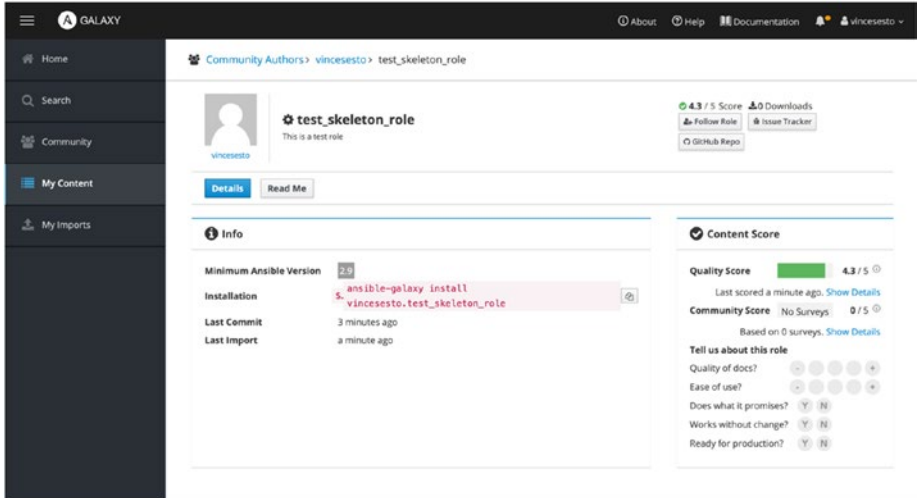 A GALAXY
About Help Documentation vincesesto
Home
Search
Community
My Content
My Imports
Community Authors > vincesesto > test_skeleton_role
vincesesto
test_skeleton_role
This is a test role
4.3 / 5 Score 0 Downloads
Follow Role Issue Tracker
GitHub Repo
Details Read Me
Info
Minimum Ansible Version 2.9
Installation $. ansible-galaxy install
vincesesto.test_skeleton_role
Last Commit 3 minutes ago
Last Import a minute ago
Content Score
Quality Score 4.3 / 5
Last scored a minute ago. Show Details
Community Score No Surveys 0 / 5
Based on 0 surveys. Show Details
Tell us about this role
Quality of docs? - +
Ease of use? - +
Does what it promises? Y N
Works without change? Y N
Ready for production? Y N